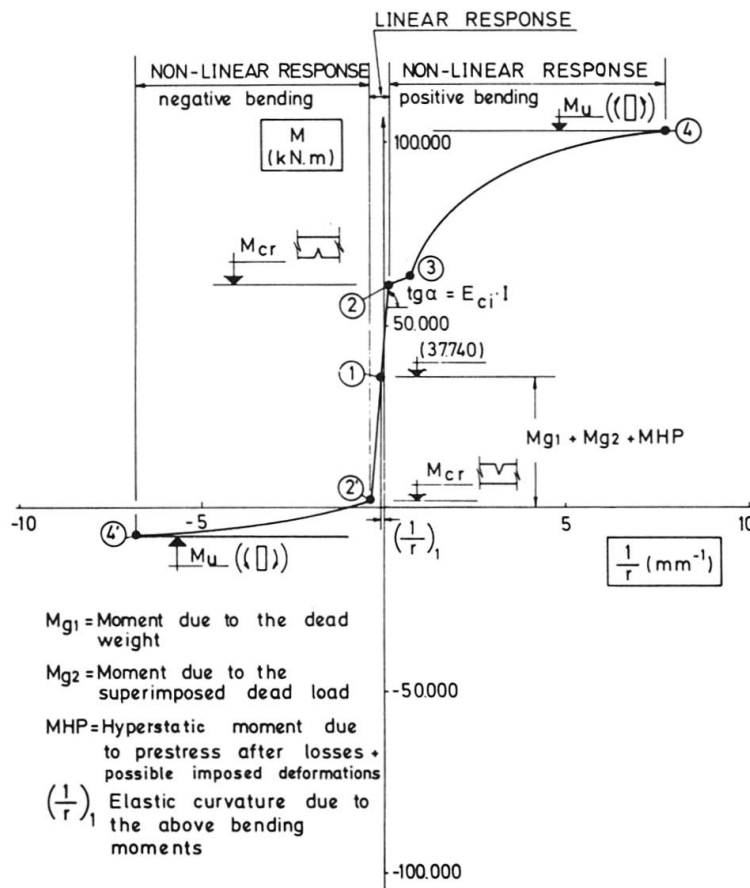 LINEAR RESPONSE
NON-LINEAR RESPONSE
NON-LINEAR RESPONSE
negative bending
positive bending
M
(kN.m)
Mu (( ))
4
100.000
Mcr
3
2
tgα = Eci·I
50.000
(37.740)
1
Mg1 + Mg2 + MHP
Mcr
2'
-10
-5
5
10
4'
Mu (( ))
(1/r)1
1/r (mm-1)
Mg1 = Moment due to the dead
weight
Mg2 = Moment due to the
superimposed dead load
-50.000
MHP = Hyperstatic moment due
to prestress after losses +
possible imposed deformations
(1/r)1 Elastic curvature due to
the above bending
moments
-100.000